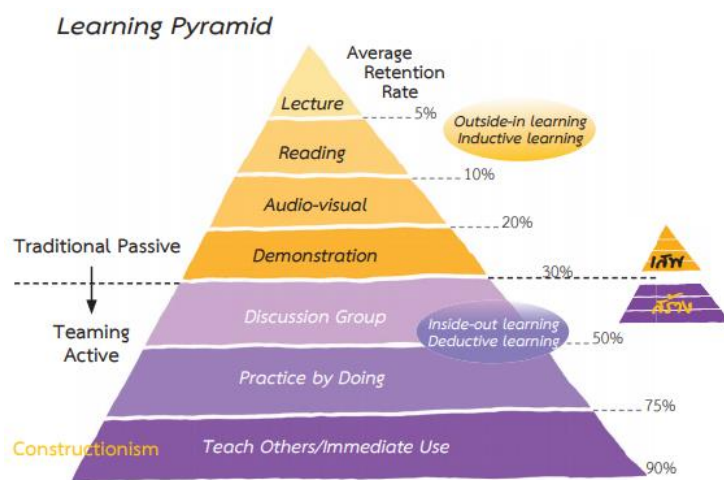 Learning Pyramid
Average
Retention
Rate
Lecture
5%
Outside-in learning
Inductive learning
Reading
10%
Audio-visual
20%
Traditional Passive
Demonstration
30%
เสพ
สร้าง
Teaming
Active
Discussion Group
Inside-out learning
Deductive learning
50%
Practice by Doing
75%
Constructionism
Teach Others/Immediate Use
90%